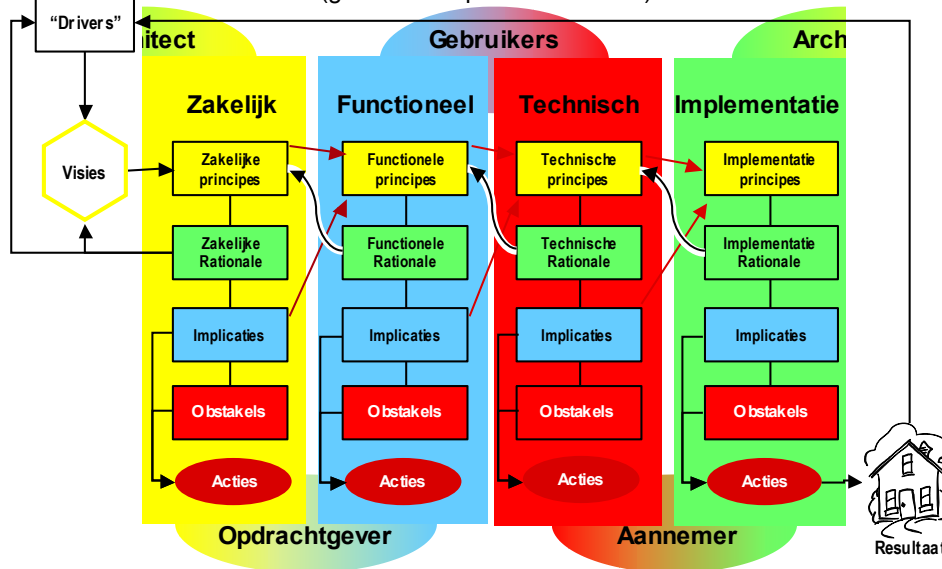 “Drivers”
itect
Gebruikers
Arch
Zakelijk
Functioneel
Technisch
Implementatie
Visies
Zakelijke
principes
Functionele
principes
Technische
principes
Implementatie
principes
Zakelijke
Rationale
Functionele
Rationale
Technische
Rationale
Implementatie
Rationale
Implicaties
Implicaties
Implicaties
Implicaties
Obstakels
Obstakels
Obstakels
Obstakels
Acties
Acties
Acties
Acties
Opdrachtgever
Aannemer
Resultaat